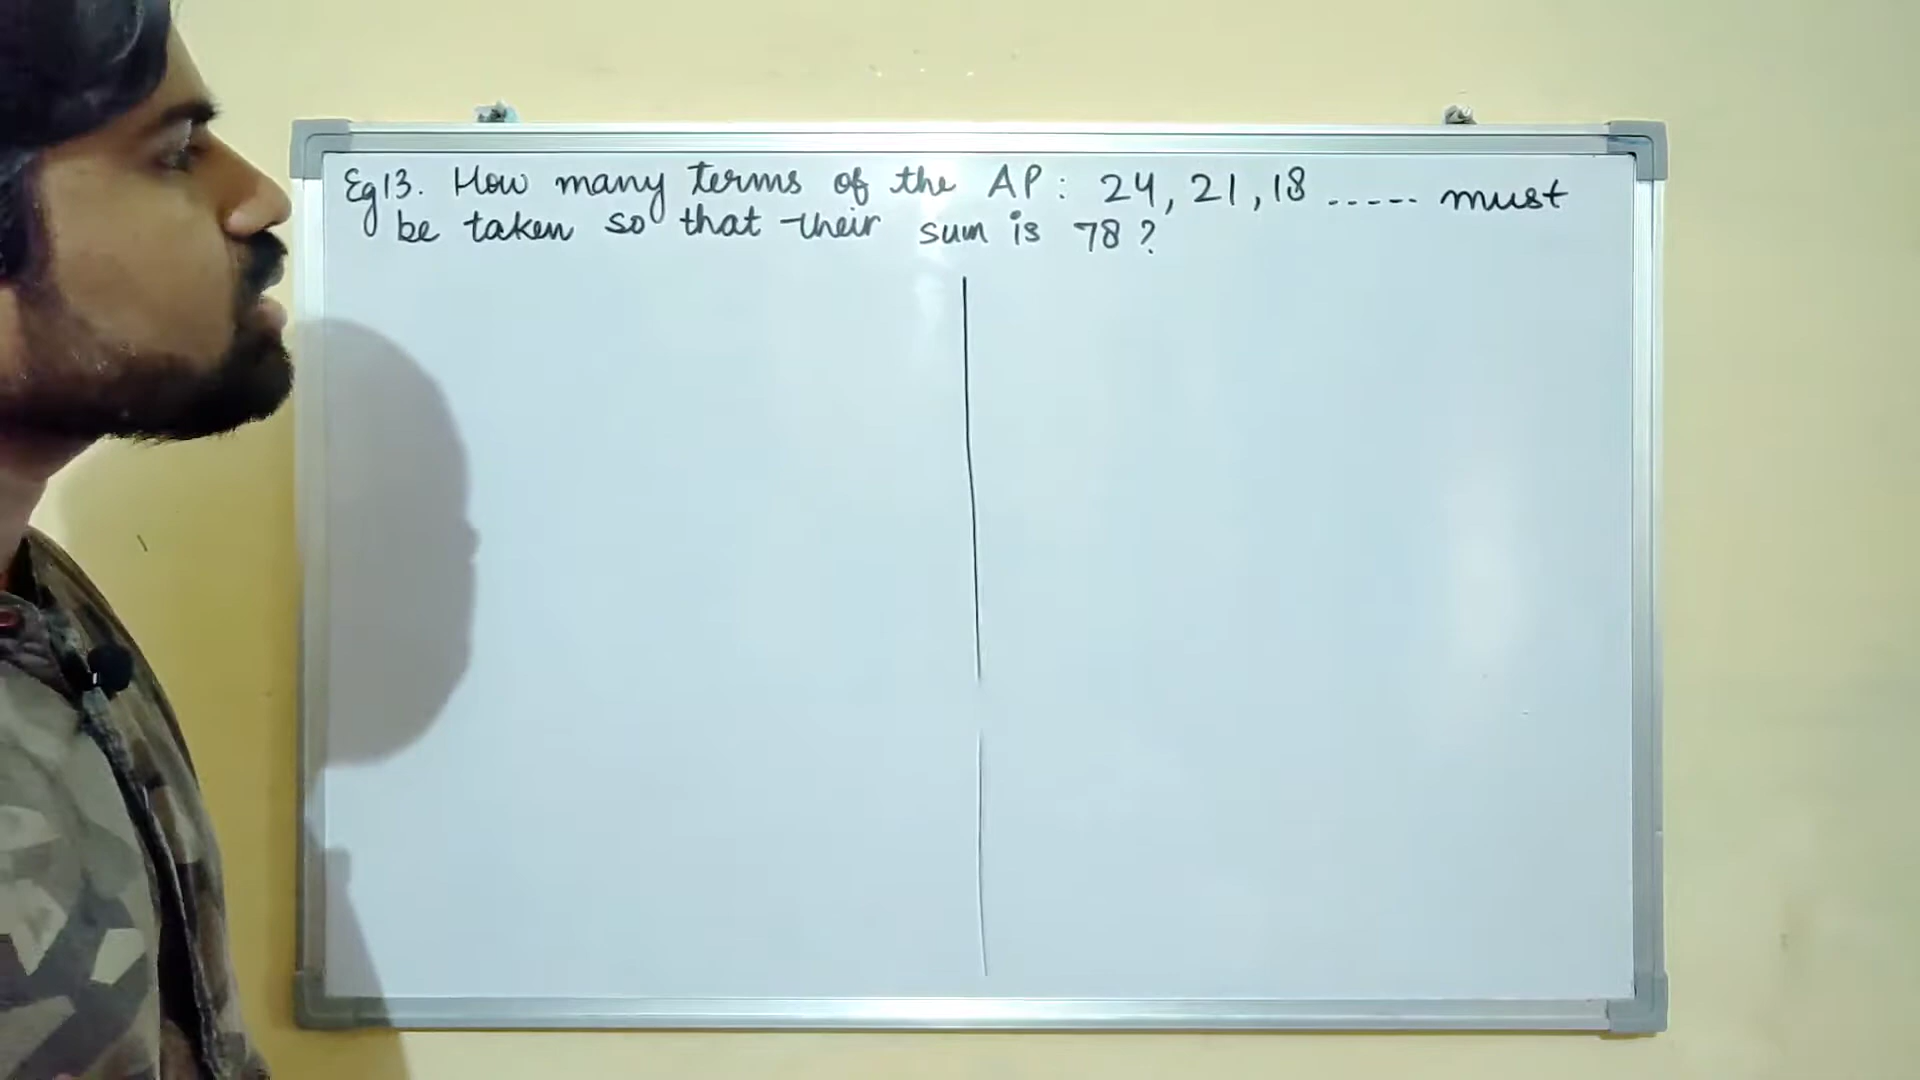 Eg13. How many terms of the AP: 24, 21, 18 ..... must
be taken so that their sum is 78?